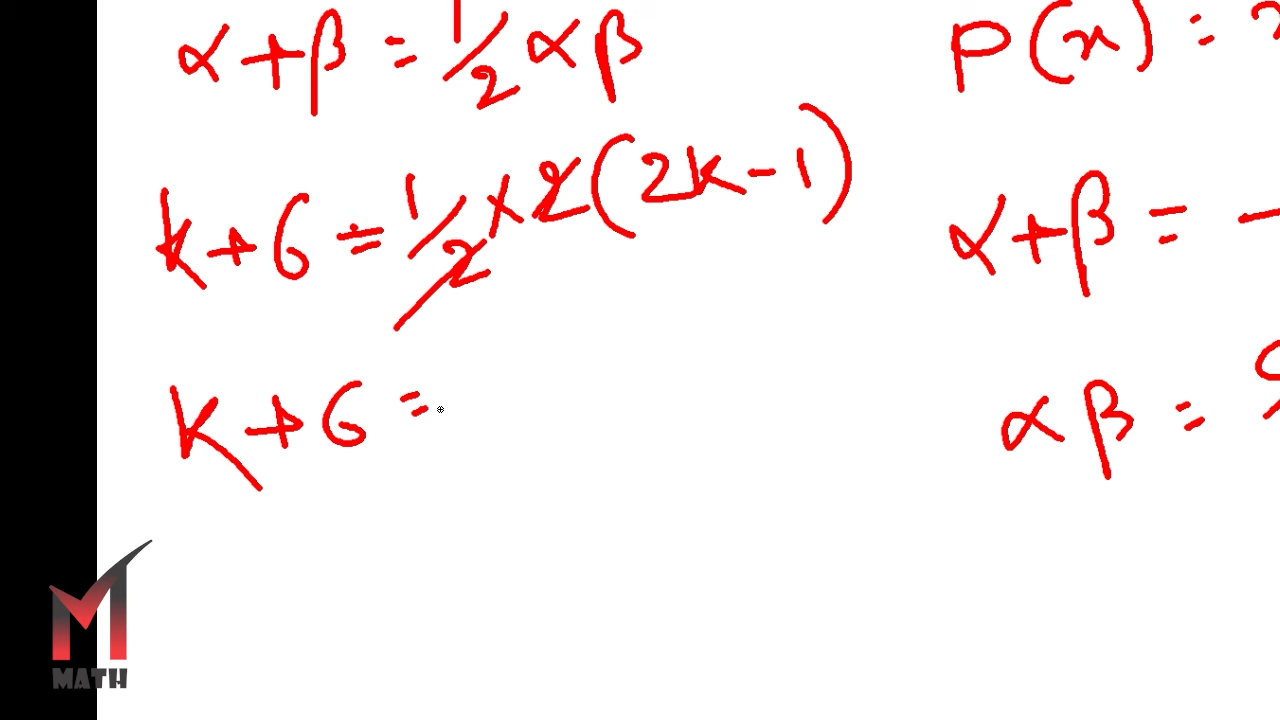 α+β = 1/2 αβ
k+6 = 1/2 × 2(2k-1)
k+6 =
P(x) =
α+β = -
αβ =
MATH